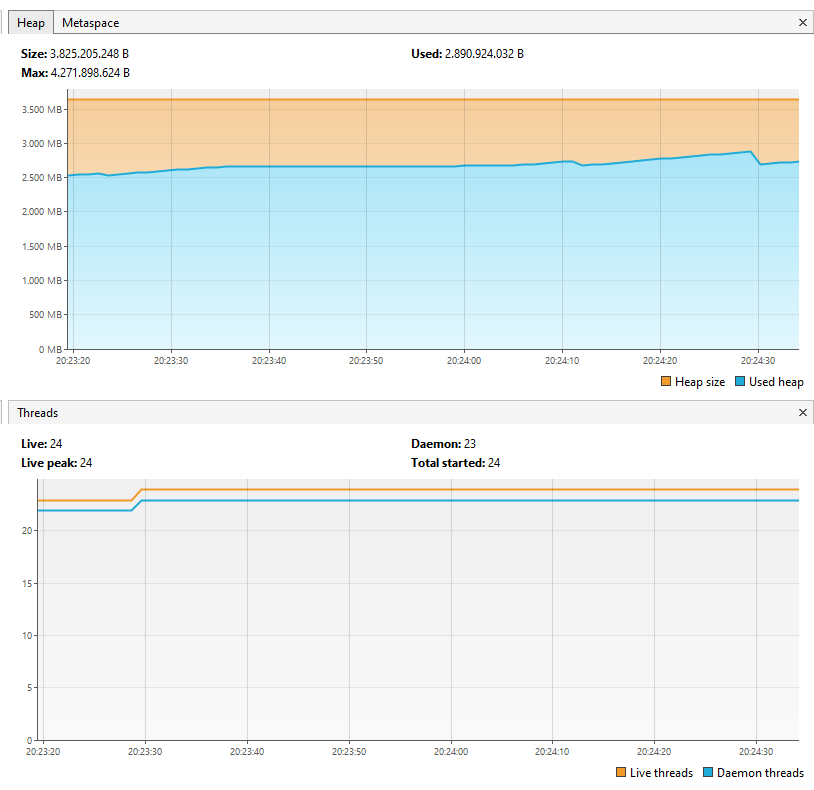 Heap Metaspace ×
Size: 3.825.205.248 B Used: 2.890.924.032 B
Max: 4.271.898.624 B
3.500 MB
3.000 MB
2.500 MB
2.000 MB
1.500 MB
1.000 MB
500 MB
0 MB
20:23:20 20:23:30 20:23:40 20:23:50 20:24:00 20:24:10 20:24:20 20:24:30
Heap size Used heap
Threads ×
Live: 24 Daemon: 23
Live peak: 24 Total started: 24
20
15
10
5
0
20:23:20 20:23:30 20:23:40 20:23:50 20:24:00 20:24:10 20:24:20 20:24:30
Live threads Daemon threads